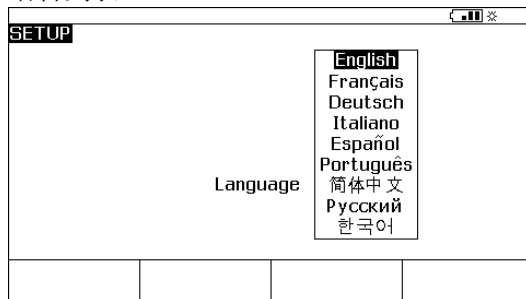 SETUP
English
Français
Deutsch
Italiano
Español
Português
Language 简体中文
Русский
한국어